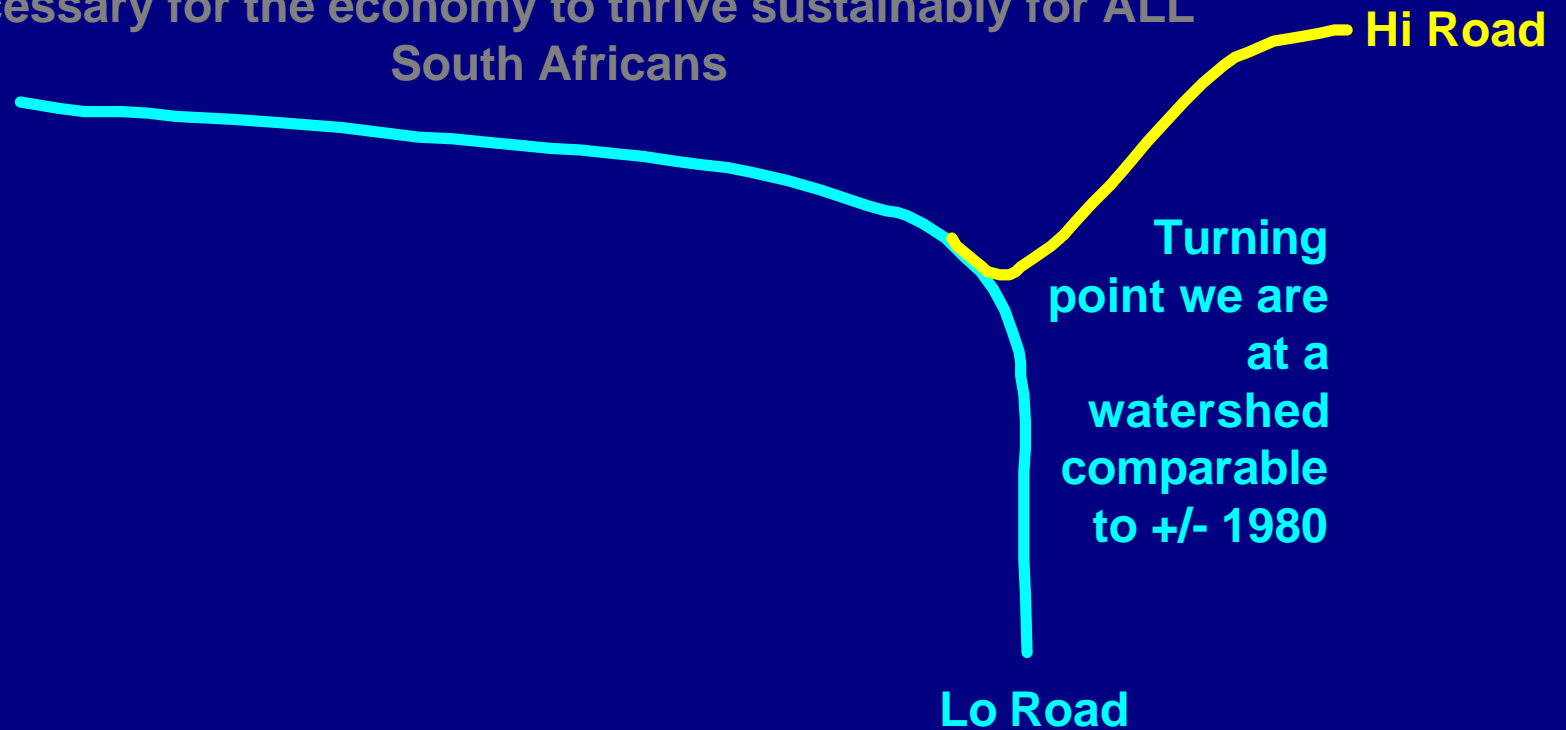 for the economy to thrive sustainably for ALL
South Africans
Hi Road
Turning
point we are
at a
watershed
comparable
to +/- 1980
Lo Road